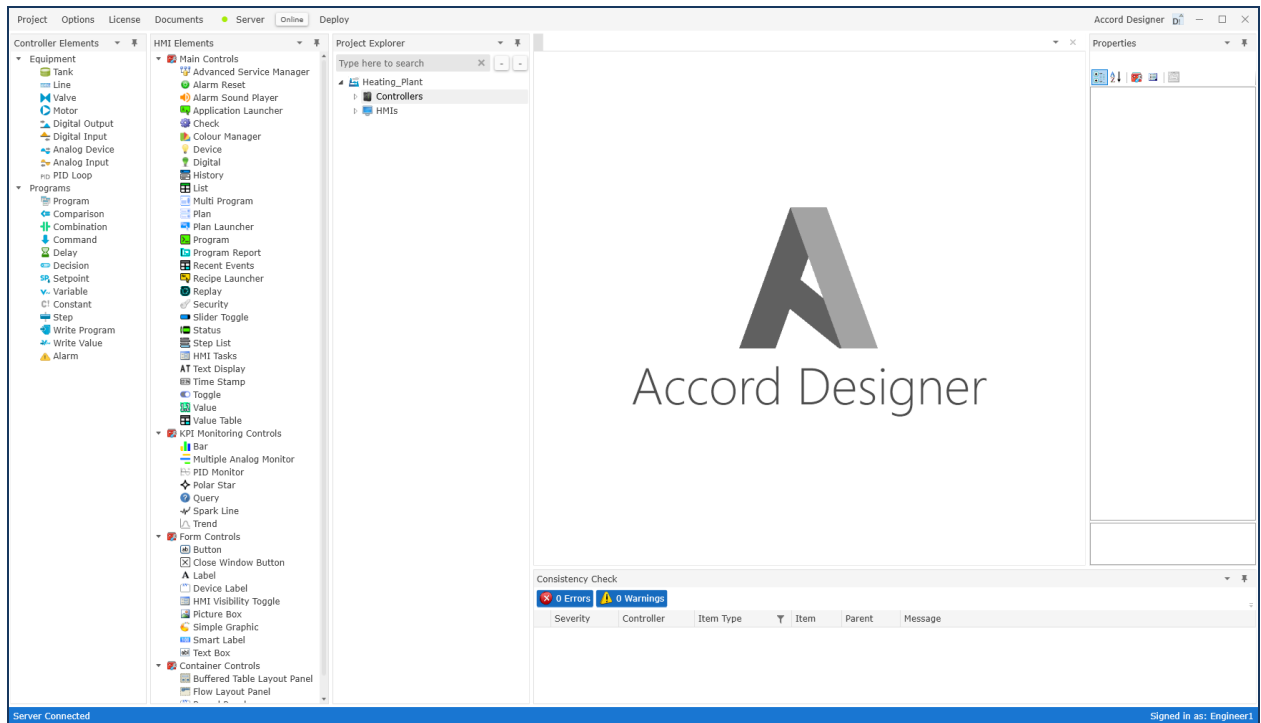 Project Options License Documents Server Online Deploy Accord Designer
Controller Elements
Equipment
Tank
Line
Valve
Motor
Digital Output
Digital Input
Analog Device
Analog Input
PID PID Loop
Programs
Program
Comparison
Combination
Command
Delay
Decision
SP Setpoint
Variable
Constant
Step
Write Program
Write Value
Alarm
HMI Elements
Main Controls
Advanced Service Manager
Alarm Reset
Alarm Sound Player
Application Launcher
Check
Colour Manager
Device
Digital
History
List
Multi Program
Plan
Plan Launcher
Program
Program Report
Recent Events
Recipe Launcher
Replay
Security
Slider Toggle
Status
Step List
HMI Tasks
AT Text Display
Time Stamp
Toggle
Value
Value Table
KPI Monitoring Controls
Bar
Multiple Analog Monitor
PID Monitor
Polar Star
Query
Spark Line
Trend
Form Controls
Button
Close Window Button
A Label
Device Label
HMI Visibility Toggle
Picture Box
Simple Graphic
Smart Label
Text Box
Container Controls
Buffered Table Layout Panel
Flow Layout Panel
Project Explorer
Type here to search
Heating_Plant
Controllers
HMIs
Accord Designer
Properties
Consistency Check
0 Errors 0 Warnings
Severity Controller Item Type Item Parent Message
Server Connected Signed in as: Engineer1